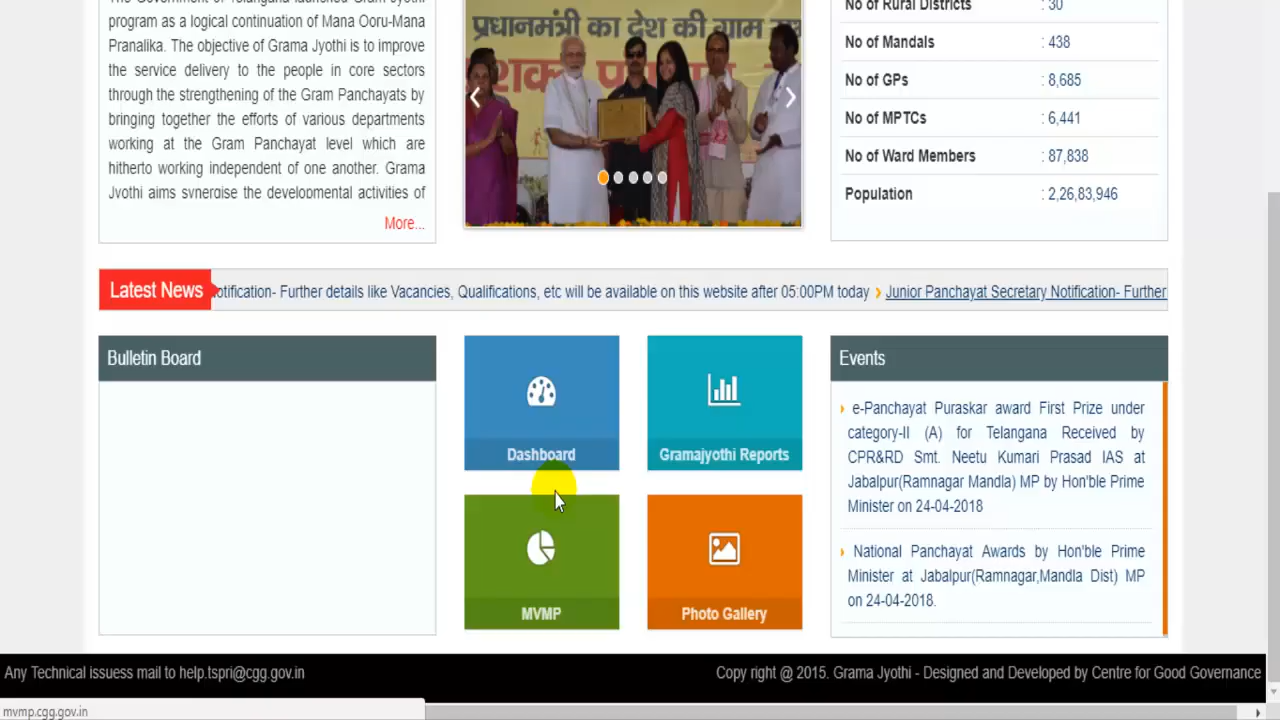 The Government of Telangana launched Gram Jyothi
program as a logical continuation of Mana Ooru-Mana
Pranalika. The objective of Grama Jyothi is to improve
the service delivery to the people in core sectors
through the strengthening of the Gram Panchayats by
bringing together the efforts of various departments
working at the Gram Panchayat level which are
hitherto working independent of one another. Grama
Jyothi aims synergise the developmental activities of
More...
प्रधानमंत्री का देश की ग्राम
No of Rural Districts : 30
No of Mandals : 438
No of GPs : 8,685
No of MPTCs : 6,441
No of Ward Members : 87,838
Population : 2,26,83,946
Latest News
otification- Further details like Vacancies, Qualifications, etc will be available on this website after 05:00PM today Junior Panchayat Secretary Notification- Further
Bulletin Board
Dashboard
Gramajyothi Reports
MVMP
Photo Gallery
Events
e-Panchayat Puraskar award First Prize under
category-II (A) for Telangana Received by
CPR&RD Smt. Neetu Kumari Prasad IAS at
Jabalpur(Ramnagar Mandla) MP by Hon'ble Prime
Minister on 24-04-2018
National Panchayat Awards by Hon'ble Prime
Minister at Jabalpur(Ramnagar,Mandla Dist) MP
on 24-04-2018.
Any Technical issuess mail to help.tspri@cgg.gov.in
Copy right @ 2015. Grama Jyothi - Designed and Developed by Centre for Good Governance
mvmp.cgg.gov.in